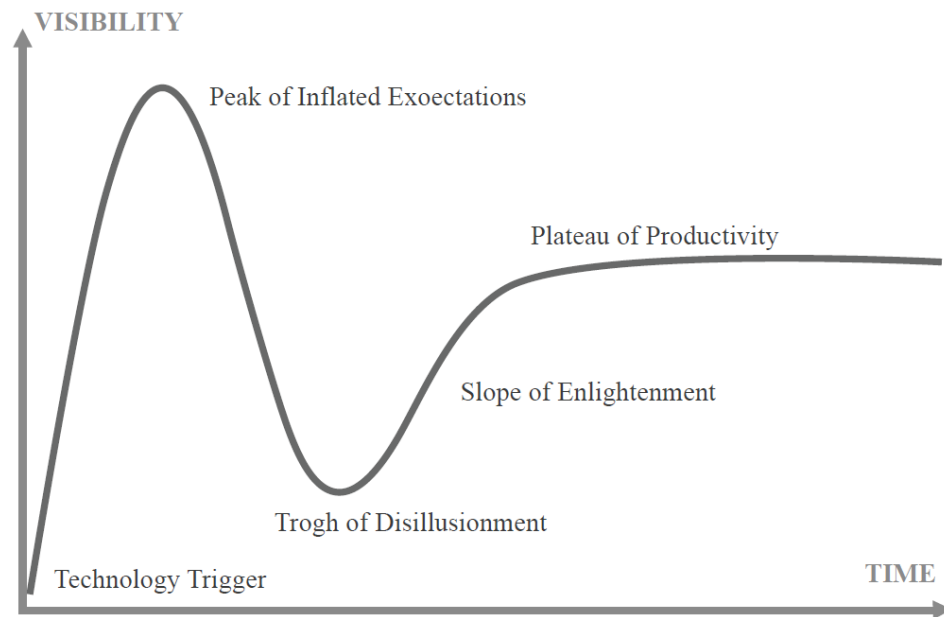 VISIBILITY
Peak of Inflated Exoectations
Plateau of Productivity
Slope of Enlightenment
Trogh of Disillusionment
Technology Trigger
TIME